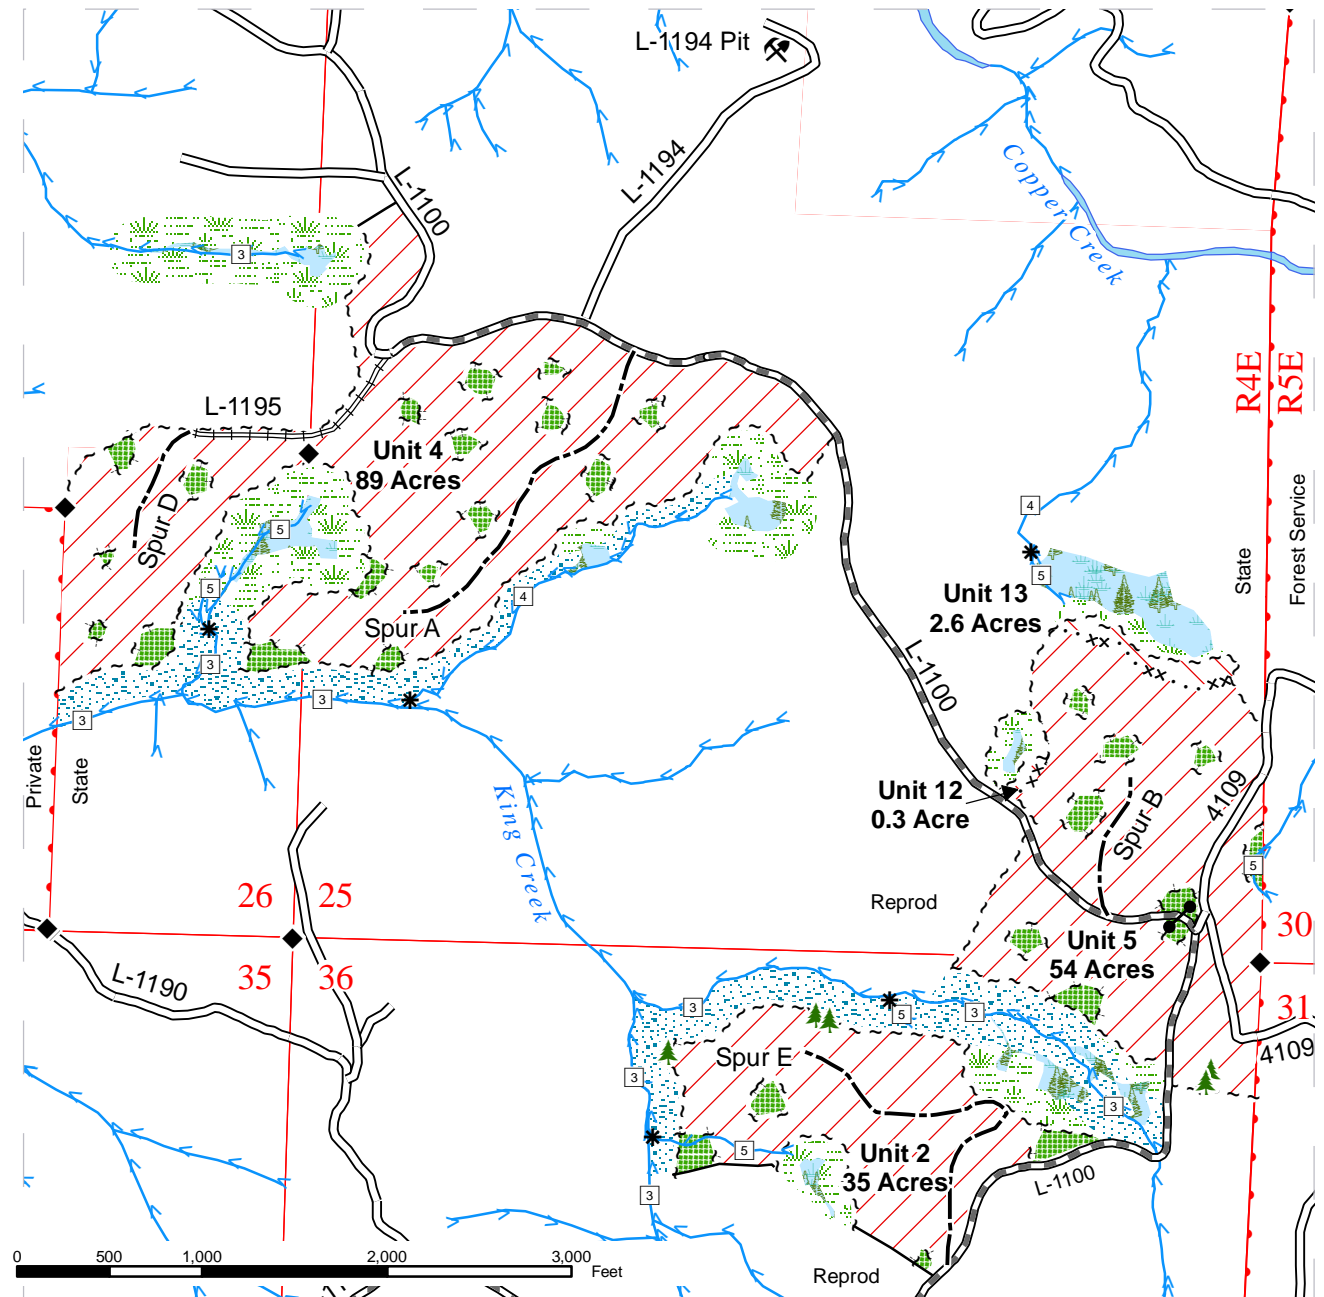 L-1194 Pit
L-1100
L-1194
Copper Creek
3
R4E
R5E
L-1195
Unit 4
89 Acres
Spur D
5
5
4
4
5
State
Forest Service
Unit 13
2.6 Acres
Spur A
3
3
3
L-1100
Private
State
King Creek
Unit 12
0.3 Acre
Spur B
4109
5
26
25
Reprod
30
Unit 5
54 Acres
35
36
31
L-1190
3
5
3
4109
Spur E
3
3
5
Unit 2
35 Acres
3
L-1100
0
500
1,000
2,000
3,000
Feet
Reprod